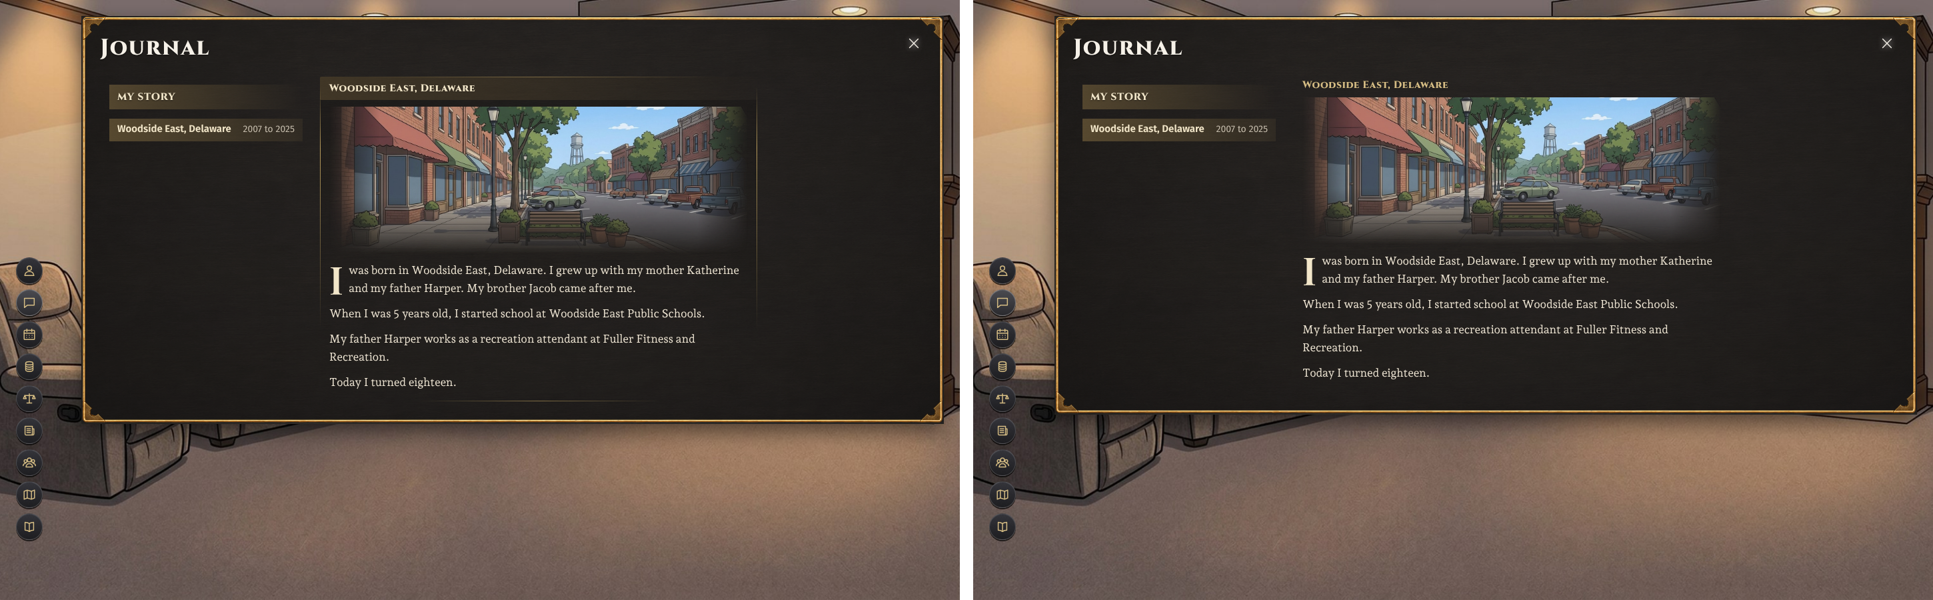 JOURNAL
MY STORY
Woodside East, Delaware 2007 to 2025
WOODSIDE EAST, DELAWARE
I was born in Woodside East, Delaware. I grew up with my mother Katherine
and my father Harper. My brother Jacob came after me.
When I was 5 years old, I started school at Woodside East Public Schools.
My father Harper works as a recreation attendant at Fuller Fitness and
Recreation.
Today I turned eighteen.
JOURNAL
MY STORY
Woodside East, Delaware 2007 to 2025
WOODSIDE EAST, DELAWARE
I was born in Woodside East, Delaware. I grew up with my mother Katherine
and my father Harper. My brother Jacob came after me.
When I was 5 years old, I started school at Woodside East Public Schools.
My father Harper works as a recreation attendant at Fuller Fitness and
Recreation.
Today I turned eighteen.